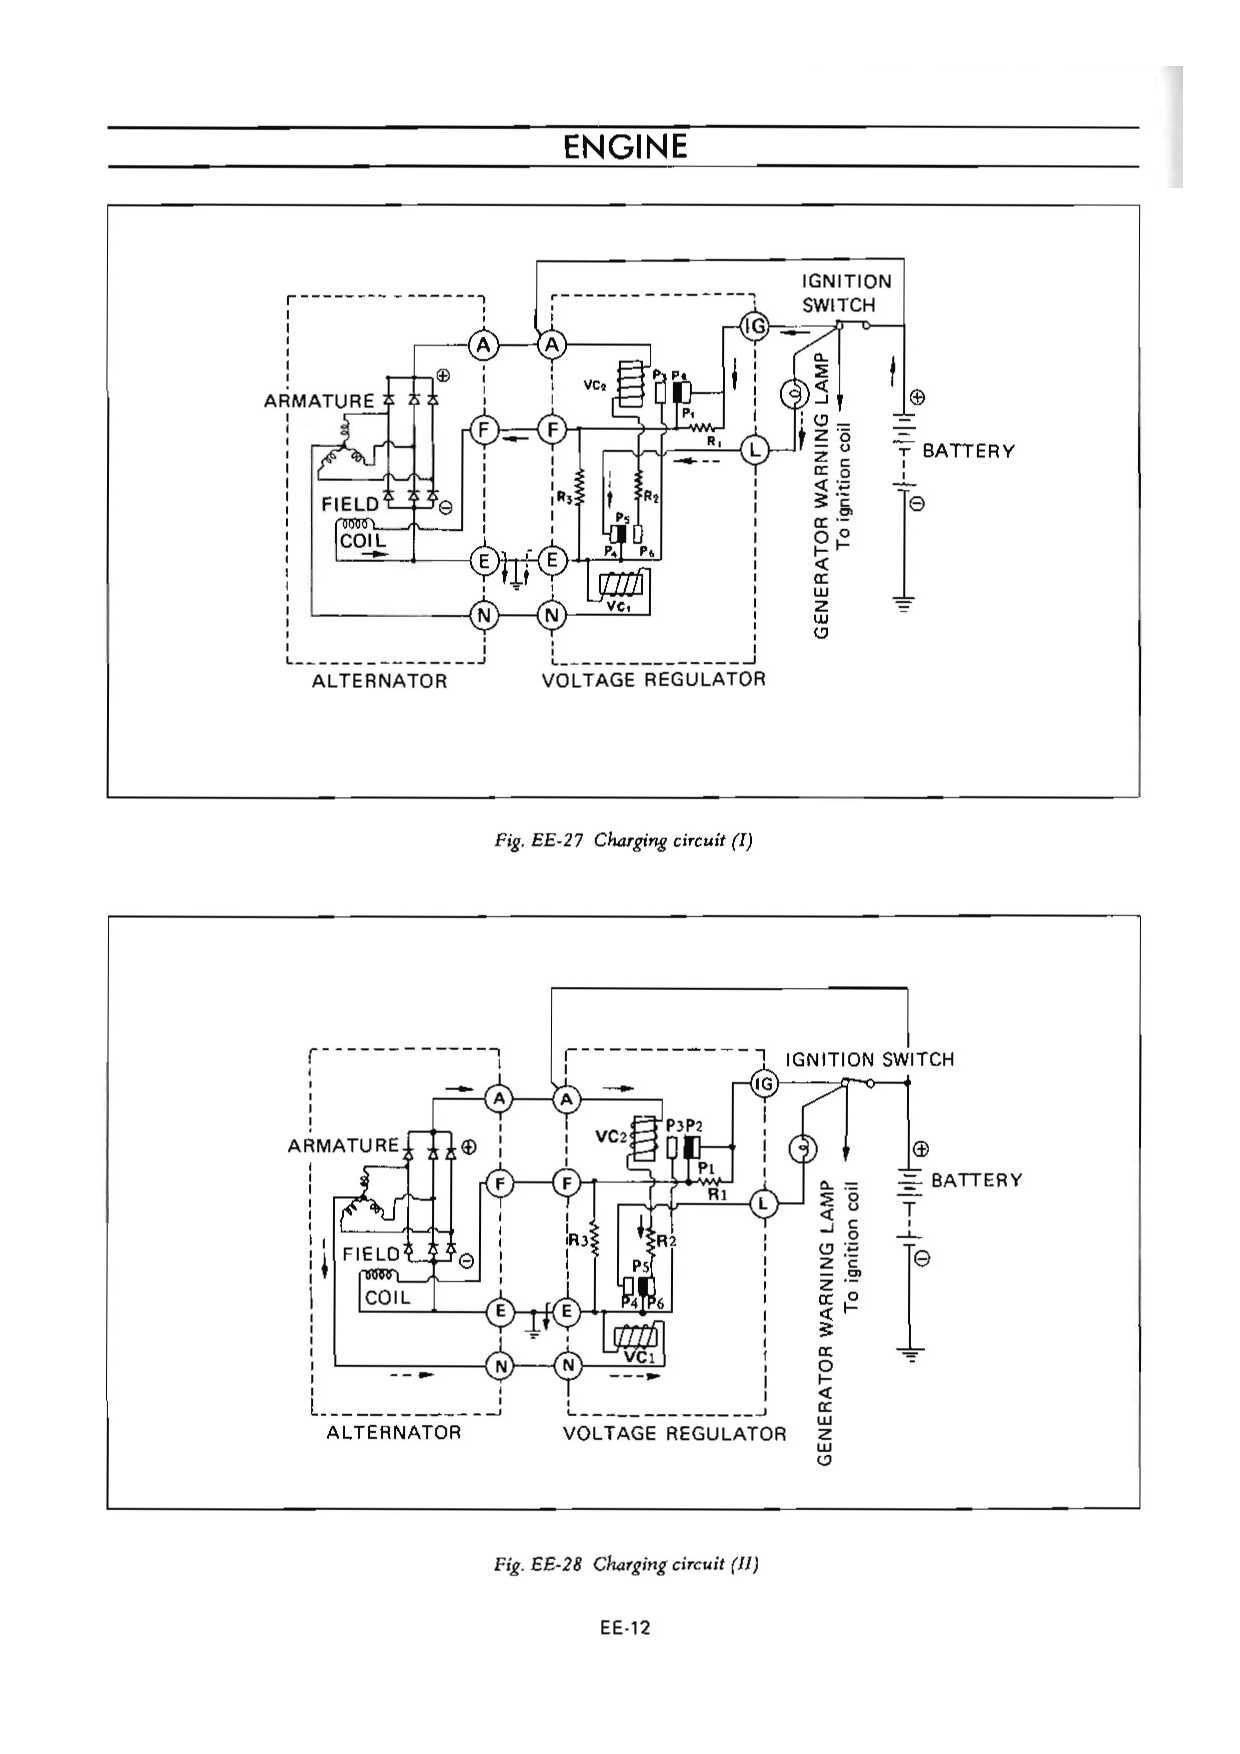 ENGINE
IGNITION
SWITCH
IG
A
A
⊕
VC₂
P₃
ARMATURE
P₁
⊕
F
F
R₁
L
BATTERY
R₃
R₂
FIELD
⊖
⊖
P₅
COIL
P₄
P₆
E
E
VC₁
N
N
GENERATOR WARNING LAMP
To ignition coil
ALTERNATOR
VOLTAGE REGULATOR
Fig. EE-27 Charging circuit (I)
IGNITION SWITCH
IG
A
A
P3P2
VC2
ARMATURE
⊕
⊕
P1
F
F
R1
BATTERY
L
R3
R2
FIELD
⊖
⊖
P5
COIL
P4
P6
E
E
VC1
N
N
GENERATOR WARNING LAMP
To ignition coil
ALTERNATOR
VOLTAGE REGULATOR
Fig. EE-28 Charging circuit (II)
EE-12